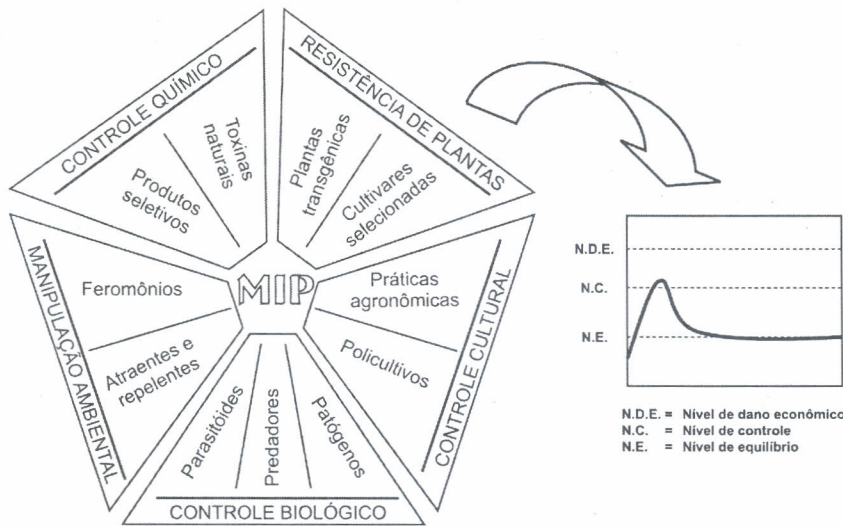 CONTROLE QUÍMICO
Produtos
seletivos
Toxinas
naturais
RESISTÊNCIA DE PLANTAS
Plantas
transgênicas
Cultivares
selecionadas
MANIPULAÇÃO AMBIENTAL
Feromônios
Atraentes e
repelentes
MIP
Práticas
agronômicas
Policultivos
CONTROLE CULTURAL
Parasitóides
Predadores
Patógenos
CONTROLE BIOLÓGICO
N.D.E.
N.C.
N.E.
N.D.E. = Nível de dano econômico
N.C. = Nível de controle
N.E. = Nível de equilíbrio